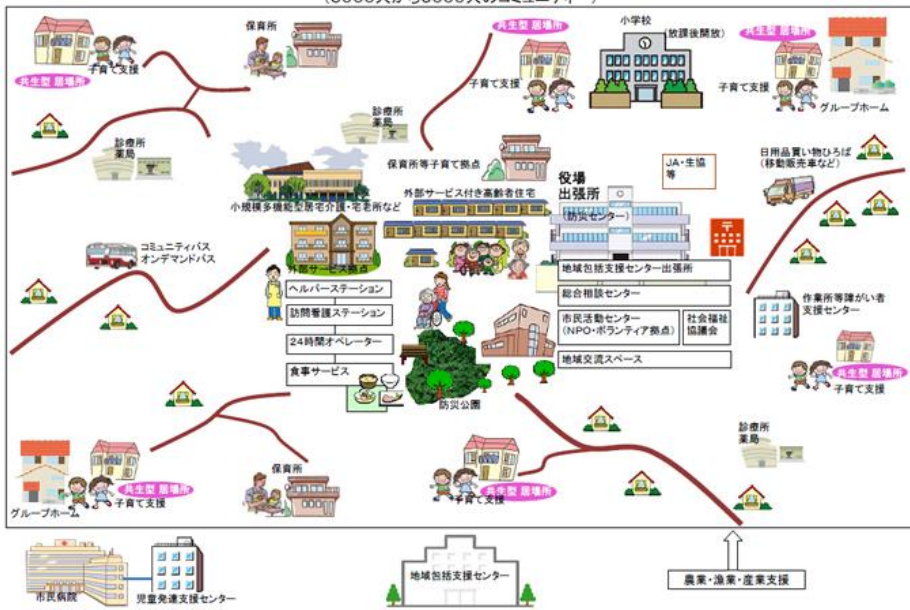 保育所
共生型 居場所
小学校
(放課後開放)
共生型 居場所
子育て支援
共生型 居場所
子育て支援
子育て支援
グループホーム
診療所
薬局
診療所
薬局
保育所等子育て拠点
JA・生協
等
日用品買い物ひろば
(移動販売車など)
役場
出張所
小規模多機能型居宅介護・宅老所など
外部サービス付き高齢者住宅
(防災センター)
コミュニティバス
オンデマンドバス
外部サービス拠点
地域包括支援センター出張所
ヘルパーステーション
総合相談センター
作業所等障がい者
支援センター
訪問看護ステーション
市民活動センター
(NPO・ボランティア拠点)
社会福祉
協議会
24時間オペレーター
地域交流スペース
食事サービス
共生型 居場所
子育て支援
防災公園
診療所
薬局
保育所
共生型 居場所
子育て支援
共生型 居場所
子育て支援
グループホーム
市民病院
児童発達支援センター
地域包括支援センター
農業・漁業・産業支援